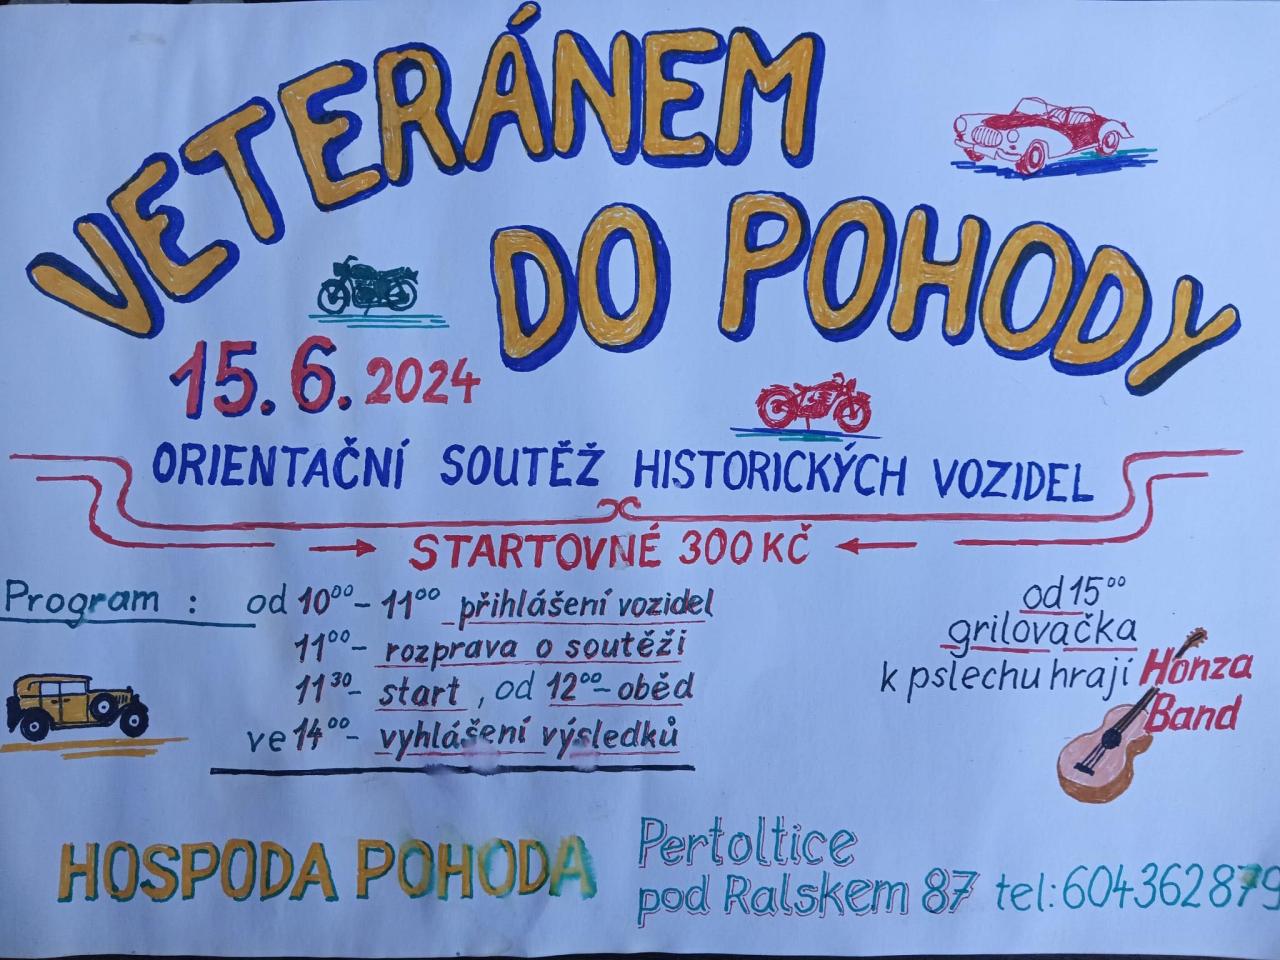 VETERÁNEM
DO POHODY
15.6.2024
ORIENTAČNÍ SOUTĚŽ HISTORICKÝCH VOZIDEL
STARTOVNÉ 300 KČ
Program : od 10⁰⁰ - 11⁰⁰ přihlášení vozidel
11⁰⁰ - rozprava o soutěži
11³⁰ - start, od 12⁰⁰ - oběd
ve 14⁰⁰ - vyhlášení výsledků
od 15⁰⁰
grilovačka
k pslechu hrají Honza
Band
HOSPODA POHODA
Pertoltice
pod Ralskem 87 tel: 604362879